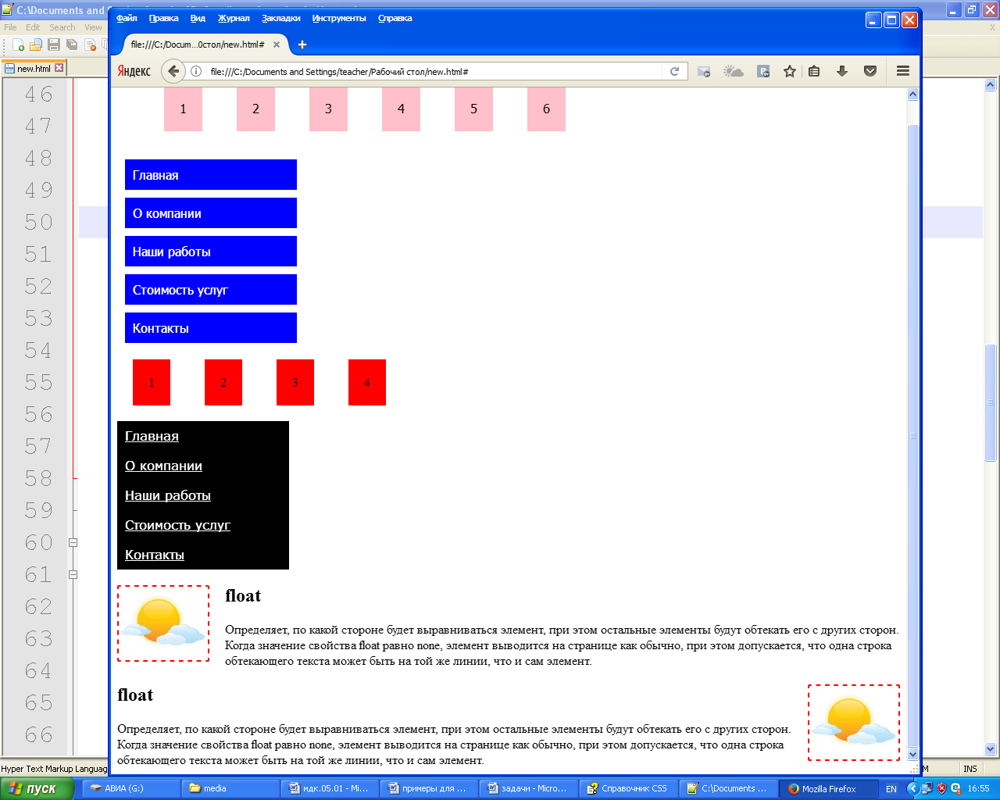 C:\Documents and
File Edit Search View
X
new.html
Файл Правка Вид Журнал Закладки Инструменты Справка
file:///C:/Docum...0стол/new.html#
Яндекс file:///C:/Documents and Settings/teacher/Рабочий стол/new.html#
46
47
48
49
50
51
52
53
54
55
56
57
58
59
60
61
62
63
64
65
66
1 2 3 4 5 6
Главная
О компании
Наши работы
Стоимость услуг
Контакты
1 2 3 4
Главная
О компании
Наши работы
Стоимость услуг
Контакты
float
Определяет, по какой стороне будет выравниваться элемент, при этом остальные элементы будут обтекать его с других сторон.
Когда значение свойства float равно none, элемент выводится на странице как обычно, при этом допускается, что одна строка
обтекающего текста может быть на той же линии, что и сам элемент.
float
Определяет, по какой стороне будет выравниваться элемент, при этом остальные элементы будут обтекать его с других сторон.
Когда значение свойства float равно none, элемент выводится на странице как обычно, при этом допускается, что одна строка
обтекающего текста может быть на той же линии, что и сам элемент.
Hyper Text Markup Languag
INS
пуск АВИА (G:) media мдк.05.01 - Mi... примеры для ... задачи - Micro... Справочник CSS C:\Documents ... Mozilla Firefox EN 16:55